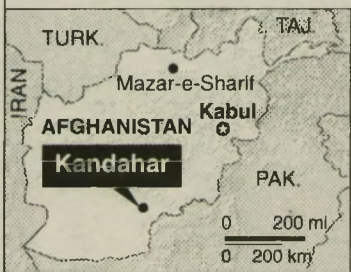 TURK.
TAJ.
IRAN
Mazar-e-Sharif
Kabul
AFGHANISTAN
Kandahar
PAK.
0 200 mi
0 200 km